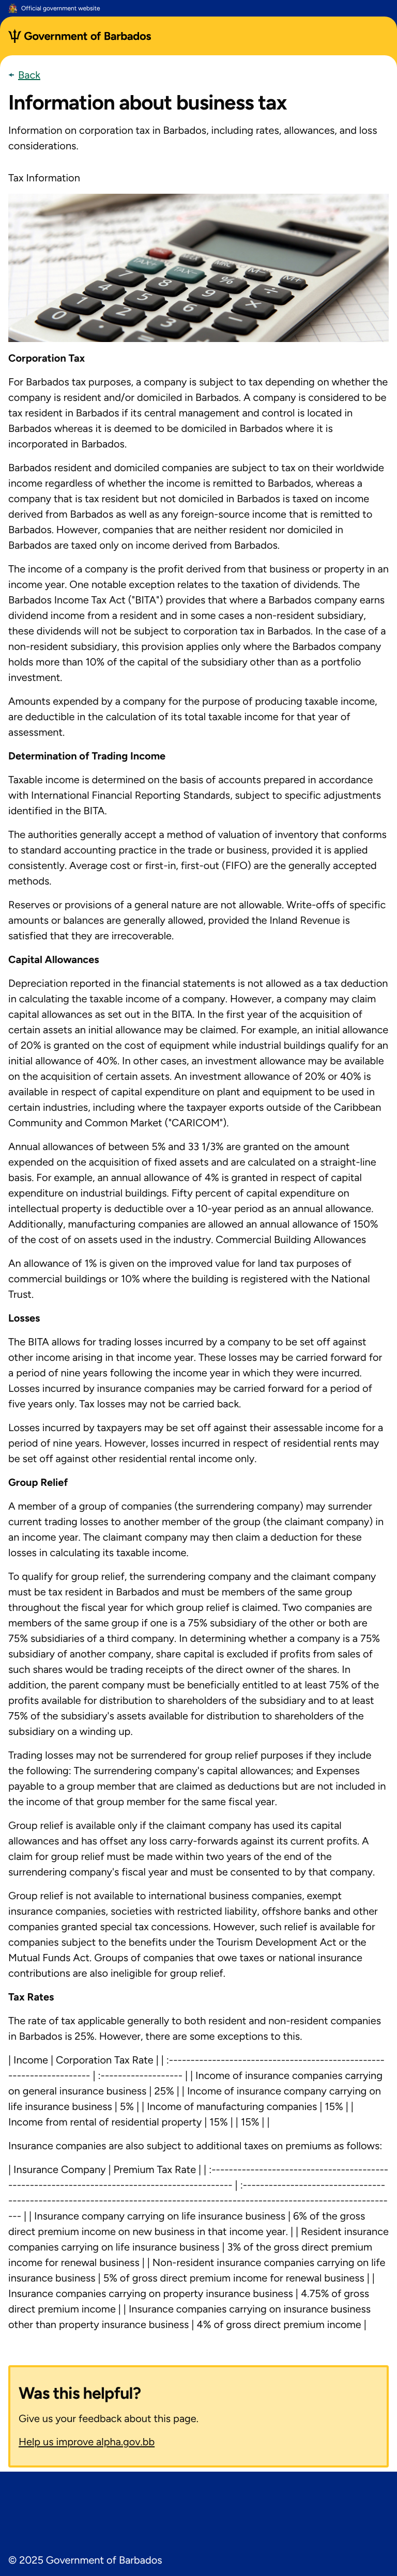 Official government website
Government of Barbados
← Back
Information about business tax
Information on corporation tax in Barbados, including rates, allowances, and loss
considerations.
Tax Information
Corporation Tax
For Barbados tax purposes, a company is subject to tax depending on whether the
company is resident and/or domiciled in Barbados. A company is considered to be
tax resident in Barbados if its central management and control is located in
Barbados whereas it is deemed to be domiciled in Barbados where it is
incorporated in Barbados.
Barbados resident and domiciled companies are subject to tax on their worldwide
income regardless of whether the income is remitted to Barbados, whereas a
company that is tax resident but not domiciled in Barbados is taxed on income
derived from Barbados as well as any foreign-source income that is remitted to
Barbados. However, companies that are neither resident nor domiciled in
Barbados are taxed only on income derived from Barbados.
The income of a company is the profit derived from that business or property in an
income year. One notable exception relates to the taxation of dividends. The
Barbados Income Tax Act ("BITA") provides that where a Barbados company earns
dividend income from a resident and in some cases a non-resident subsidiary,
these dividends will not be subject to corporation tax in Barbados. In the case of a
non-resident subsidiary, this provision applies only where the Barbados company
holds more than 10% of the capital of the subsidiary other than as a portfolio
investment.
Amounts expended by a company for the purpose of producing taxable income,
are deductible in the calculation of its total taxable income for that year of
assessment.
Determination of Trading Income
Taxable income is determined on the basis of accounts prepared in accordance
with International Financial Reporting Standards, subject to specific adjustments
identified in the BITA.
The authorities generally accept a method of valuation of inventory that conforms
to standard accounting practice in the trade or business, provided it is applied
consistently. Average cost or first-in, first-out (FIFO) are the generally accepted
methods.
Reserves or provisions of a general nature are not allowable. Write-offs of specific
amounts or balances are generally allowed, provided the Inland Revenue is
satisfied that they are irrecoverable.
Capital Allowances
Depreciation reported in the financial statements is not allowed as a tax deduction
in calculating the taxable income of a company. However, a company may claim
capital allowances as set out in the BITA. In the first year of the acquisition of
certain assets an initial allowance may be claimed. For example, an initial allowance
of 20% is granted on the cost of equipment while industrial buildings qualify for an
initial allowance of 40%. In other cases, an investment allowance may be available
on the acquisition of certain assets. An investment allowance of 20% or 40% is
available in respect of capital expenditure on plant and equipment to be used in
certain industries, including where the taxpayer exports outside of the Caribbean
Community and Common Market ("CARICOM").
Annual allowances of between 5% and 33 1/3% are granted on the amount
expended on the acquisition of fixed assets and are calculated on a straight-line
basis. For example, an annual allowance of 4% is granted in respect of capital
expenditure on industrial buildings. Fifty percent of capital expenditure on
intellectual property is deductible over a 10-year period as an annual allowance.
Additionally, manufacturing companies are allowed an annual allowance of 150%
of the cost of on assets used in the industry. Commercial Building Allowances
An allowance of 1% is given on the improved value for land tax purposes of
commercial buildings or 10% where the building is registered with the National
Trust.
Losses
The BITA allows for trading losses incurred by a company to be set off against
other income arising in that income year. These losses may be carried forward for
a period of nine years following the income year in which they were incurred.
Losses incurred by insurance companies may be carried forward for a period of
five years only. Tax losses may not be carried back.
Losses incurred by taxpayers may be set off against their assessable income for a
period of nine years. However, losses incurred in respect of residential rents may
be set off against other residential rental income only.
Group Relief
A member of a group of companies (the surrendering company) may surrender
current trading losses to another member of the group (the claimant company) in
an income year. The claimant company may then claim a deduction for these
losses in calculating its taxable income.
To qualify for group relief, the surrendering company and the claimant company
must be tax resident in Barbados and must be members of the same group
throughout the fiscal year for which group relief is claimed. Two companies are
members of the same group if one is a 75% subsidiary of the other or both are
75% subsidiaries of a third company. In determining whether a company is a 75%
subsidiary of another company, share capital is excluded if profits from sales of
such shares would be trading receipts of the direct owner of the shares. In
addition, the parent company must be beneficially entitled to at least 75% of the
profits available for distribution to shareholders of the subsidiary and to at least
75% of the subsidiary's assets available for distribution to shareholders of the
subsidiary on a winding up.
Trading losses may not be surrendered for group relief purposes if they include
the following: The surrendering company's capital allowances; and Expenses
payable to a group member that are claimed as deductions but are not included in
the income of that group member for the same fiscal year.
Group relief is available only if the claimant company has used its capital
allowances and has offset any loss carry-forwards against its current profits. A
claim for group relief must be made within two years of the end of the
surrendering company's fiscal year and must be consented to by that company.
Group relief is not available to international business companies, exempt
insurance companies, societies with restricted liability, offshore banks and other
companies granted special tax concessions. However, such relief is available for
companies subject to the benefits under the Tourism Development Act or the
Mutual Funds Act. Groups of companies that owe taxes or national insurance
contributions are also ineligible for group relief.
Tax Rates
The rate of tax applicable generally to both resident and non-resident companies
in Barbados is 25%. However, there are some exceptions to this.
| Income | Corporation Tax Rate | | :--------------------------------------------------
------------------- | :------------------- | | Income of insurance companies carrying
on general insurance business | 25% | | Income of insurance company carrying on
life insurance business | 5% | | Income of manufacturing companies | 15% | |
Income from rental of residential property | 15% | | 15% | |
Insurance companies are also subject to additional taxes on premiums as follows:
| Insurance Company | Premium Tax Rate | | :-----------------------------------------
---------------------------------------------------- | :---------------------------------
----------------------------------------------------------------------------------------
--- | | Insurance company carrying on life insurance business | 6% of the gross
direct premium income on new business in that income year. | | Resident insurance
companies carrying on life insurance business | 3% of the gross direct premium
income for renewal business | | Non-resident insurance companies carrying on life
insurance business | 5% of gross direct premium income for renewal business | |
Insurance companies carrying on property insurance business | 4.75% of gross
direct premium income | | Insurance companies carrying on insurance business
other than property insurance business | 4% of gross direct premium income |
Was this helpful?
Give us your feedback about this page.
Help us improve alpha.gov.bb
© 2025 Government of Barbados